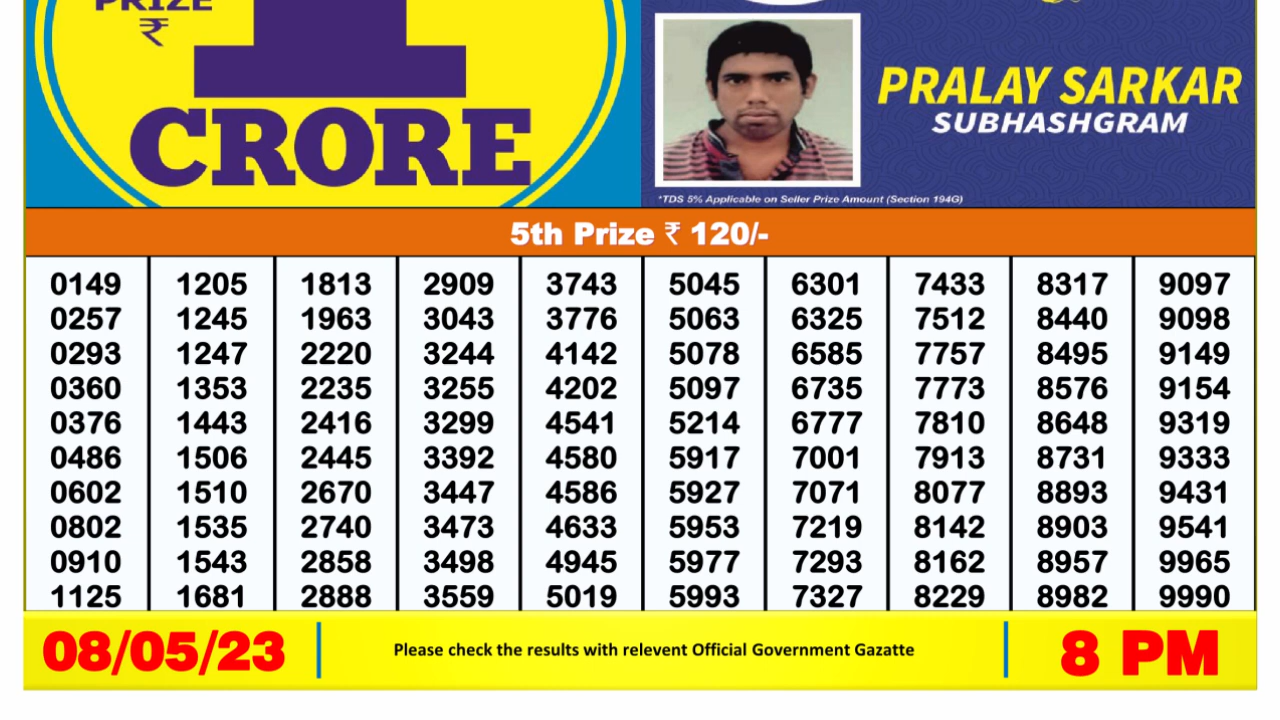 PRIZE
₹
1
CRORE
PRALAY SARKAR
SUBHASHGRAM
*TDS 5% Applicable on Seller Prize Amount (Section 194G)
5th Prize ₹ 120/-
0149 1205 1813 2909 3743 5045 6301 7433 8317 9097
0257 1245 1963 3043 3776 5063 6325 7512 8440 9098
0293 1247 2220 3244 4142 5078 6585 7757 8495 9149
0360 1353 2235 3255 4202 5097 6735 7773 8576 9154
0376 1443 2416 3299 4541 5214 6777 7810 8648 9319
0486 1506 2445 3392 4580 5917 7001 7913 8731 9333
0602 1510 2670 3447 4586 5927 7071 8077 8893 9431
0802 1535 2740 3473 4633 5953 7219 8142 8903 9541
0910 1543 2858 3498 4945 5977 7293 8162 8957 9965
1125 1681 2888 3559 5019 5993 7327 8229 8982 9990
08/05/23
Please check the results with relevent Official Government Gazatte
8 PM